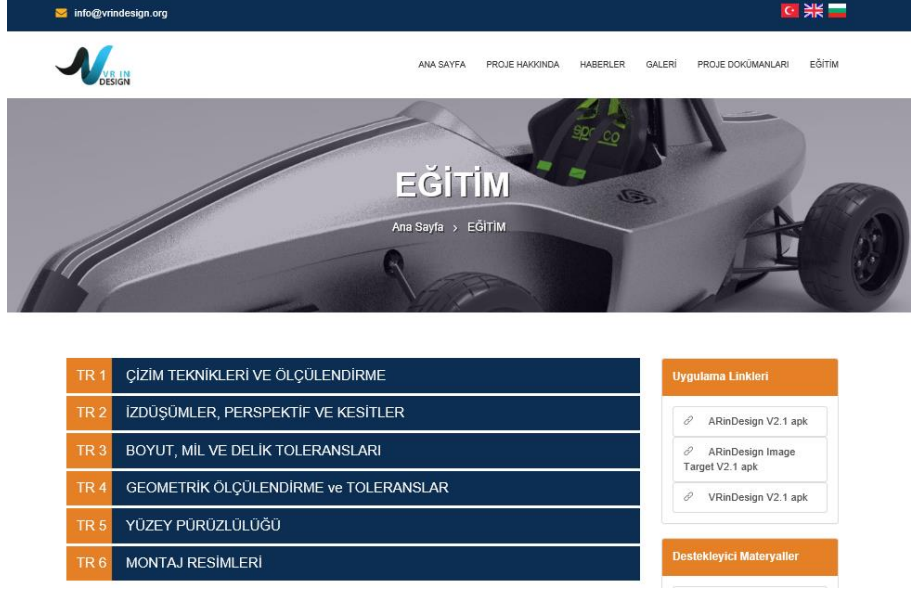 info@vrindesign.org
VR IN
DESIGN
ANA SAYFA PROJE HAKKINDA HABERLER GALERİ PROJE DOKÜMANLARI EĞİTİM
sparco
EĞİTİM
Ana Sayfa > EĞİTİM
TR 1 ÇİZİM TEKNİKLERİ VE ÖLÇÜLENDİRME
TR 2 İZDÜŞÜMLER, PERSPEKTİF VE KESİTLER
TR 3 BOYUT, MİL VE DELİK TOLERANSLARI
TR 4 GEOMETRİK ÖLÇÜLENDİRME ve TOLERANSLAR
TR 5 YÜZEY PÜRÜZLÜLÜĞÜ
TR 6 MONTAJ RESİMLERİ
Uygulama Linkleri
ARinDesign V2.1 apk
ARinDesign Image
Target V2.1 apk
VRinDesign V2.1 apk
Destekleyici Materyaller